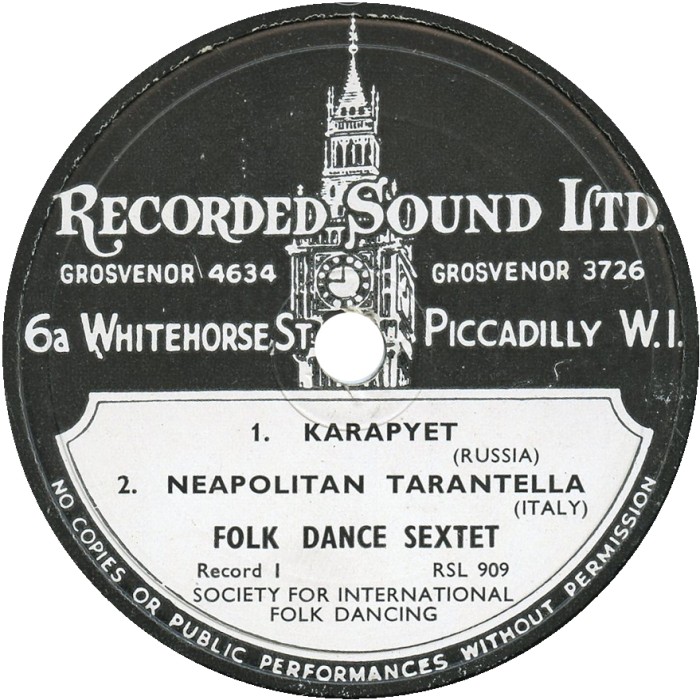 RECORDED SOUND LTD.
GROSVENOR 4634 GROSVENOR 3726
6a WHITEHORSE ST. PICCADILLY W.1.
1. KARAPYET
(RUSSIA)
2. NEAPOLITAN TARANTELLA
(ITALY)
FOLK DANCE SEXTET
Record 1 RSL 909
SOCIETY FOR INTERNATIONAL
FOLK DANCING
NO COPIES OR PUBLIC PERFORMANCES WITHOUT PERMISSION